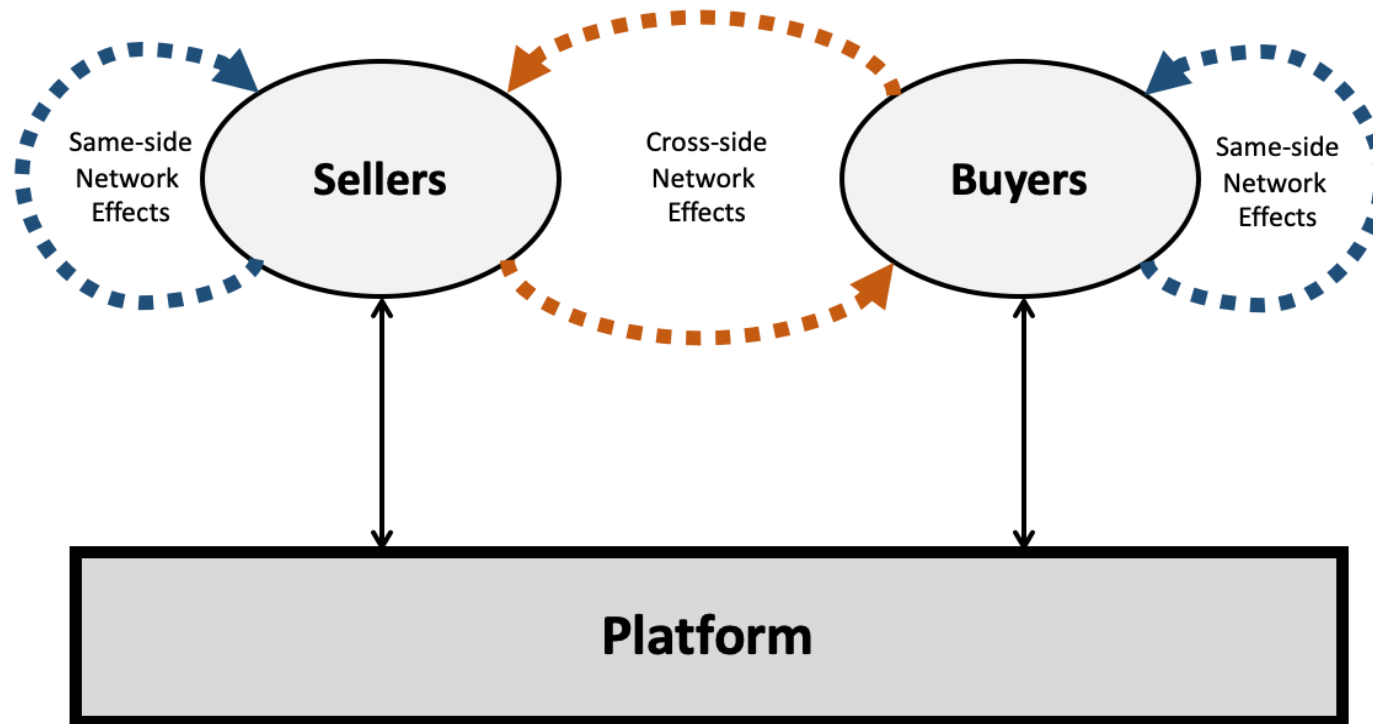 Same-side
Network
Effects
Sellers
Cross-side
Network
Effects
Buyers
Same-side
Network
Effects
Platform